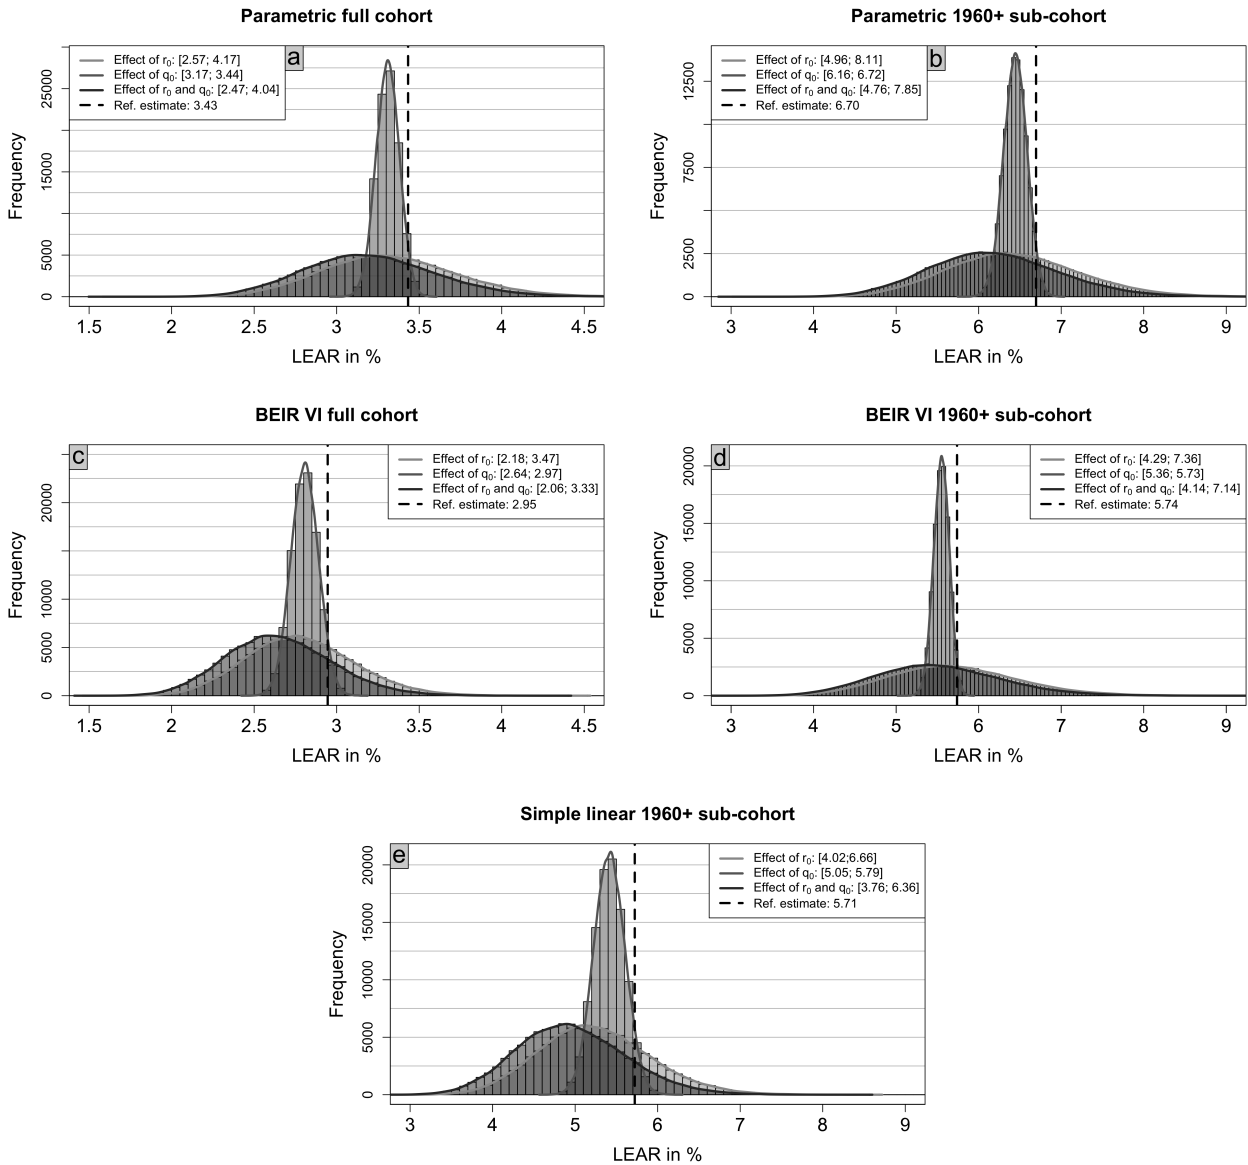 Parametric full cohort
a
Effect of r0: [2.57; 4.17]
Effect of q0: [3.17; 3.44]
Effect of r0 and q0: [2.47; 4.04]
Ref. estimate: 3.43
Frequency
25000
15000
5000
0
1.5 2 2.5 3 3.5 4 4.5
LEAR in %
Parametric 1960+ sub-cohort
b
Effect of r0: [4.96; 8.11]
Effect of q0: [6.16; 6.72]
Effect of r0 and q0: [4.76; 7.85]
Ref. estimate: 6.70
Frequency
12500
7500
2500
0
3 4 5 6 7 8 9
LEAR in %
BEIR VI full cohort
c
Effect of r0: [2.18; 3.47]
Effect of q0: [2.64; 2.97]
Effect of r0 and q0: [2.06; 3.33]
Ref. estimate: 2.95
Frequency
20000
10000
5000
0
1.5 2 2.5 3 3.5 4 4.5
LEAR in %
BEIR VI 1960+ sub-cohort
d
Effect of r0: [4.29; 7.36]
Effect of q0: [5.36; 5.73]
Effect of r0 and q0: [4.14; 7.14]
Ref. estimate: 5.74
Frequency
20000
15000
10000
5000
0
3 4 5 6 7 8 9
LEAR in %
Simple linear 1960+ sub-cohort
e
Effect of r0: [4.02;6.66]
Effect of q0: [5.05; 5.79]
Effect of r0 and q0: [3.76; 6.36]
Ref. estimate: 5.71
Frequency
20000
15000
10000
5000
0
3 4 5 6 7 8 9
LEAR in %